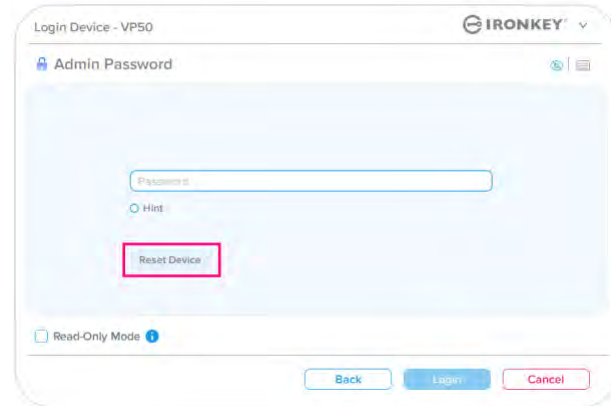 Login Device - VP50
IRONKEY
Admin Password
Password
Hint
Reset Device
Read-Only Mode
Back
Login
Cancel